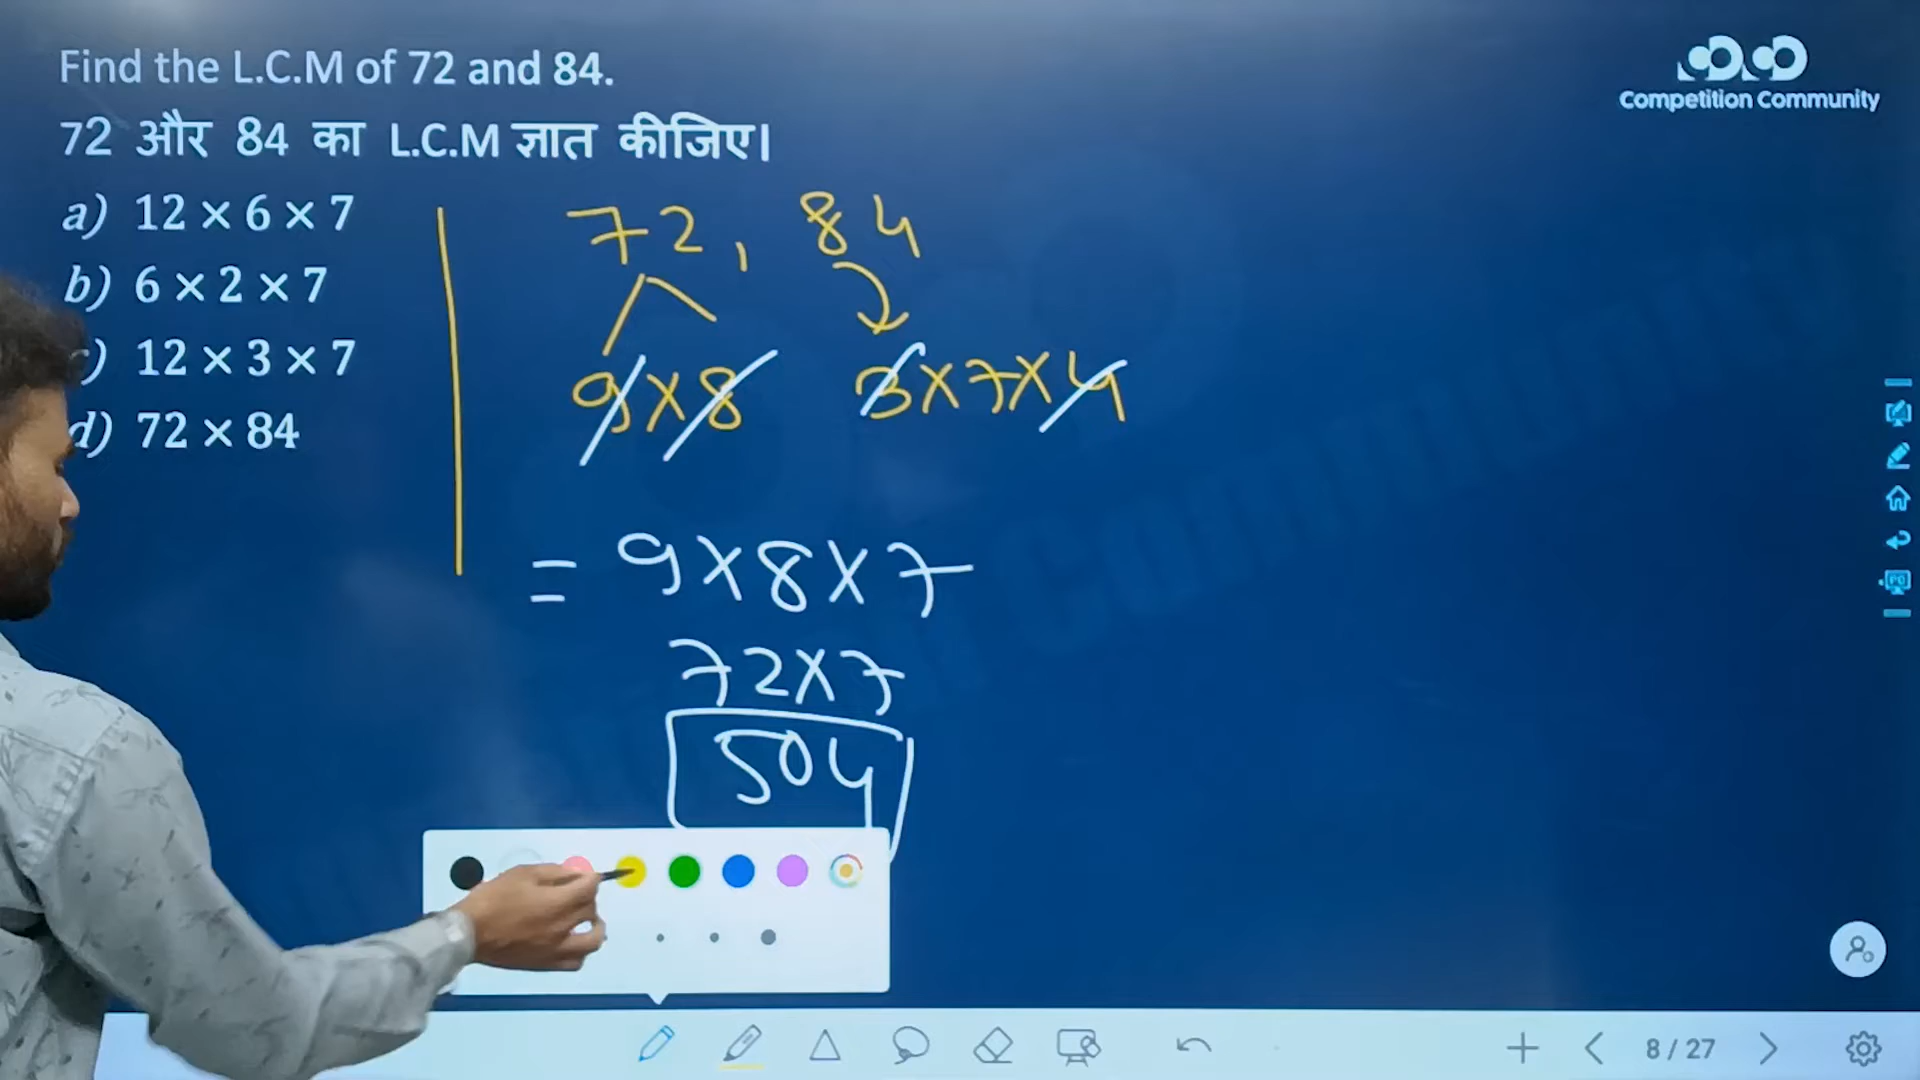 Find the L.C.M of 72 and 84.
72 और 84 का L.C.M ज्ञात कीजिए।
a) 12 × 6 × 7
b) 6 × 2 × 7
c) 12 × 3 × 7
d) 72 × 84
72, 84
9×8 3×7×4
= 9×8×7
72×7
504
Competition Community
8 / 27